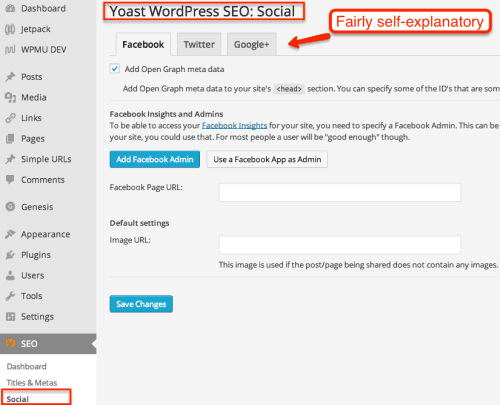 Dashboard
Jetpack
WPMU DEV
Posts
Media
Links
Pages
Simple URLs
Comments
Genesis
Appearance
Plugins
Users
Tools
Settings
SEO
Dashboard
Titles & Metas
Social
Yoast WordPress SEO: Social
Fairly self-explanatory
Facebook
Twitter
Google+
Add Open Graph meta data
Add Open Graph meta data to your site's <head> section. You can specify some of the ID's that are som
Facebook Insights and Admins
To be able to access your Facebook Insights for your site, you need to specify a Facebook Admin. This can be
your site, you could use that. For most people a user will be "good enough" though.
Add Facebook Admin
Use a Facebook App as Admin
Facebook Page URL:
Default settings
Image URL:
This image is used if the post/page being shared does not contain any images.
Save Changes